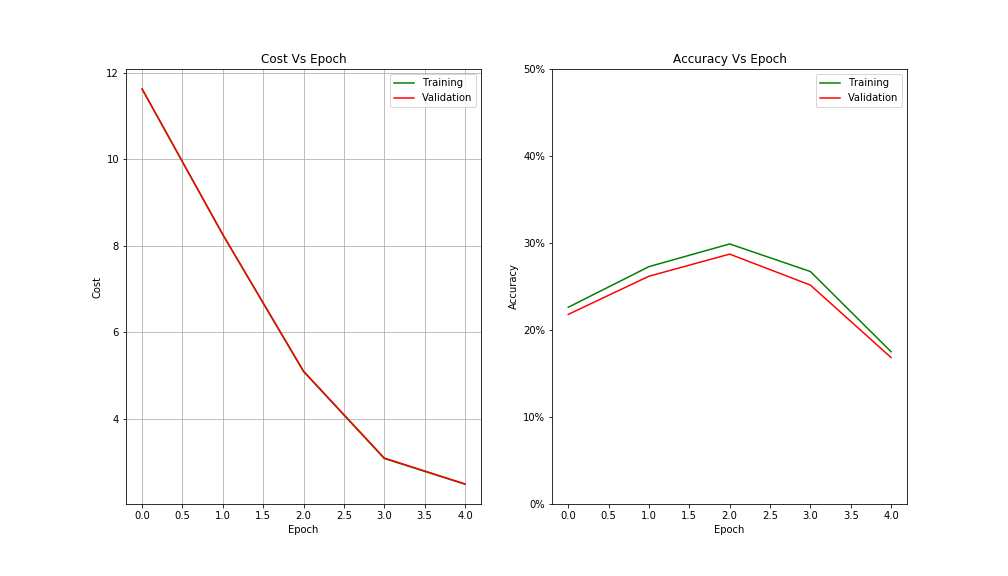 Cost Vs Epoch
Training
Validation
12
10
8
6
4
Cost
0.0 0.5 1.0 1.5 2.0 2.5 3.0 3.5 4.0
Epoch
Accuracy Vs Epoch
Training
Validation
50%
40%
30%
20%
10%
0%
Accuracy
0.0 0.5 1.0 1.5 2.0 2.5 3.0 3.5 4.0
Epoch